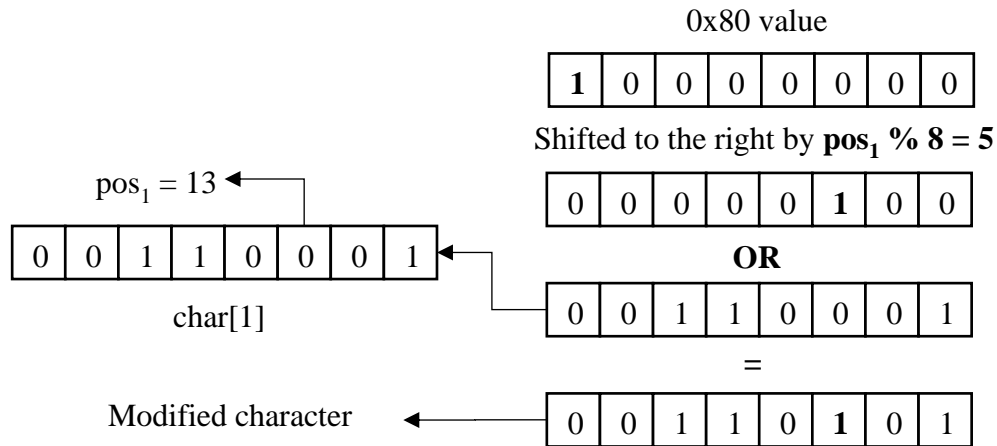 0x80 value
1 0 0 0 0 0 0 0
Shifted to the right by pos₁ % 8 = 5
0 0 0 0 0 1 0 0
OR
0 0 1 1 0 0 0 1
=
0 0 1 1 0 1 0 1
pos₁ = 13
0 0 1 1 0 0 0 1
char[1]
Modified character